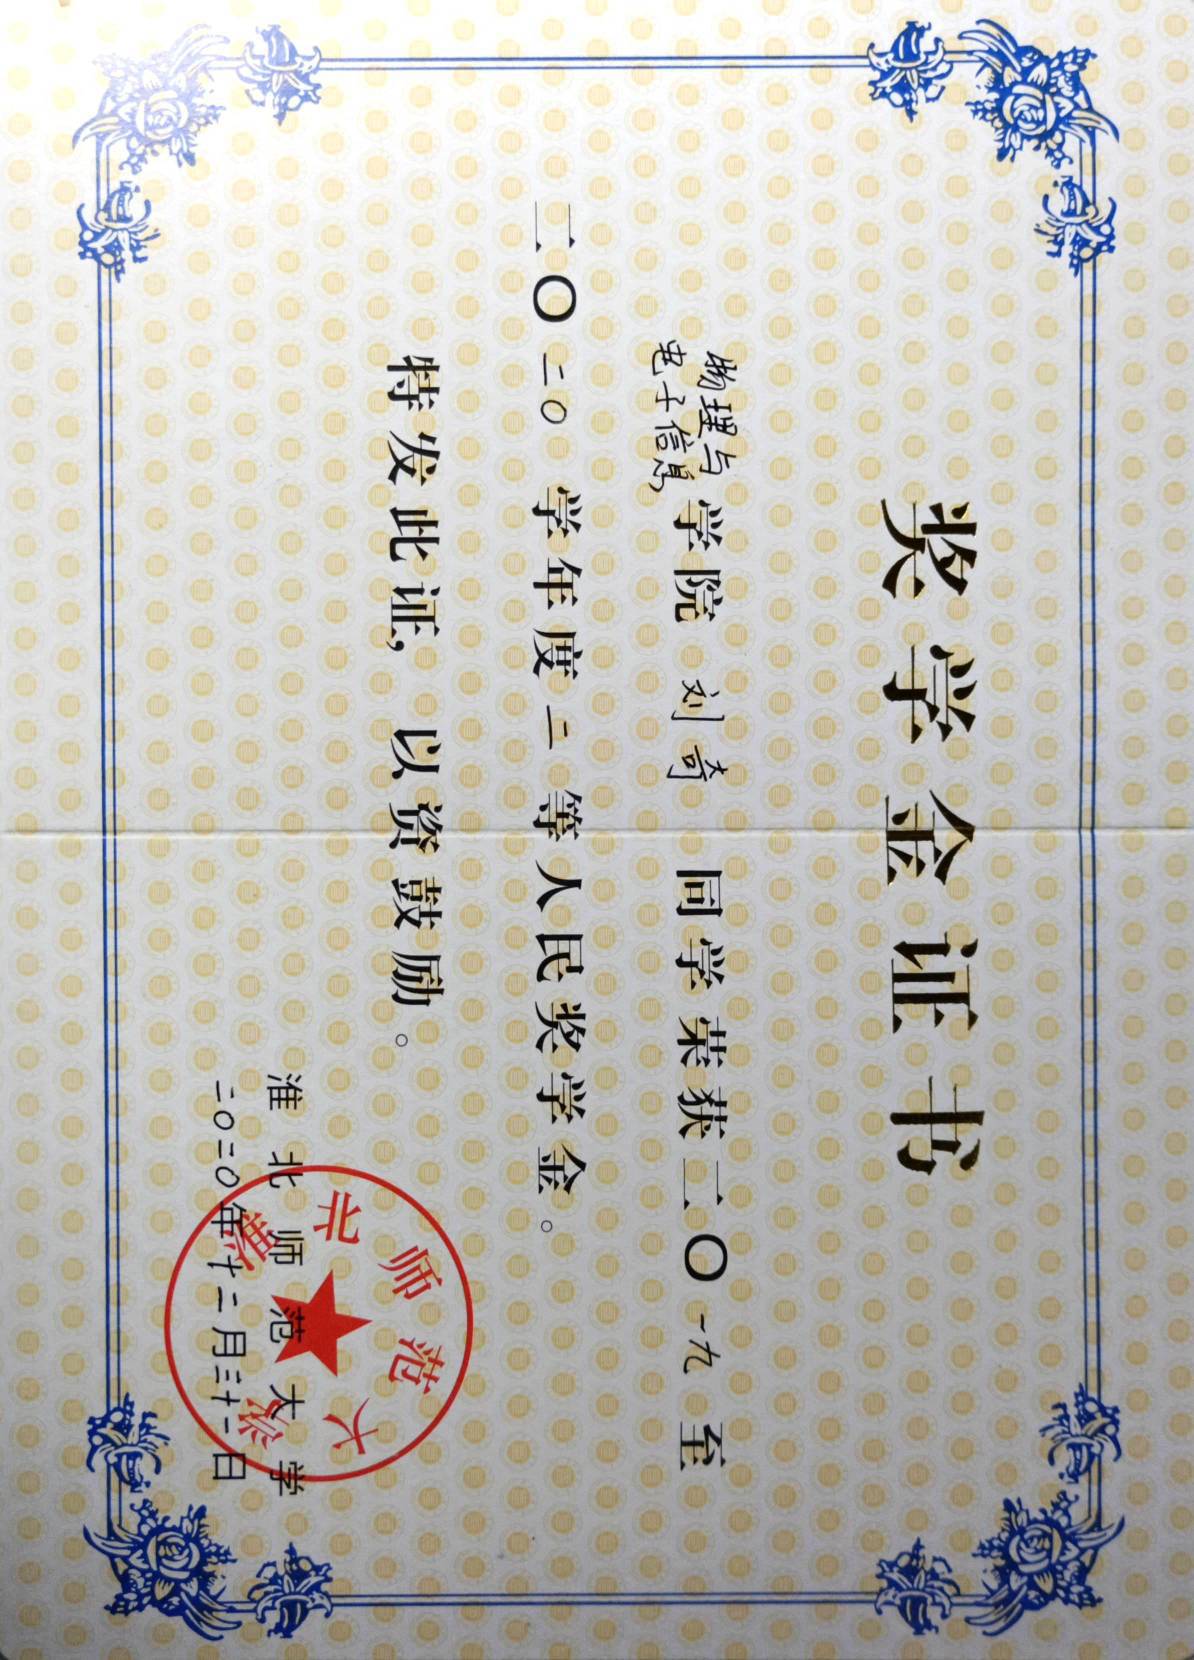 奖学金证书
物理与
电子信息 学院 刘奇 同学荣获二〇一九至
二〇二〇 学年度二等人民奖学金。
特发此证，以资鼓励。
淮北师范大学
淮北师范大学
二〇二〇年十二月三十一日